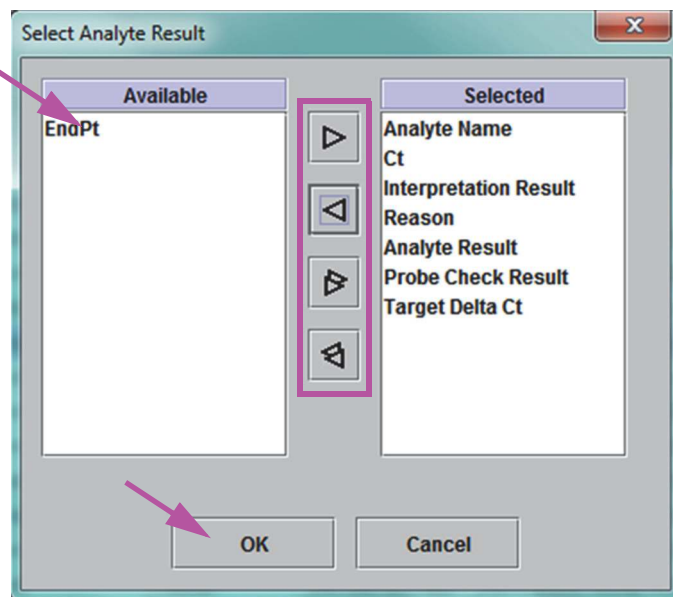 Select Analyte Result
Available
EndPt
Selected
Analyte Name
Ct
Interpretation Result
Reason
Analyte Result
Probe Check Result
Target Delta Ct
OK
Cancel